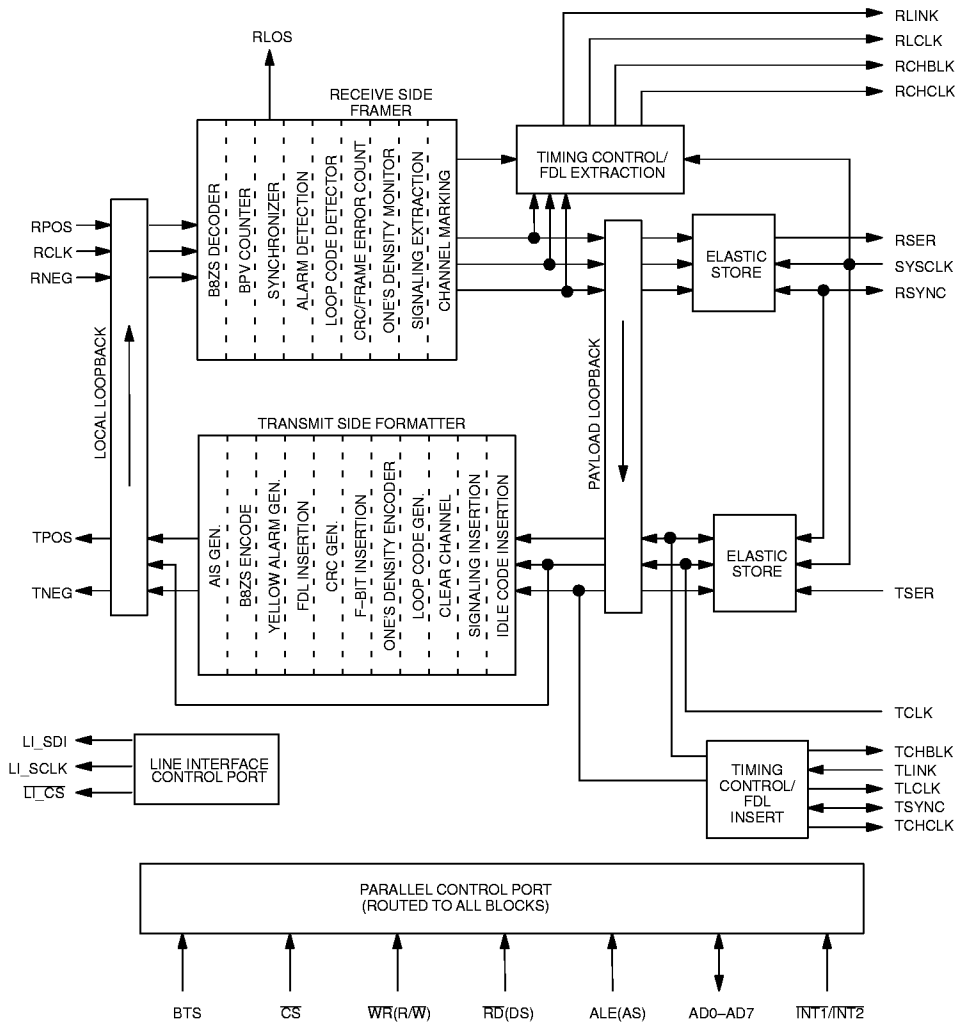 RLINK
RLCLK
RCHBLK
RCHCLK
RLOS
RECEIVE SIDE
FRAMER
B8ZS DECODER
BPV COUNTER
SYNCHRONIZER
ALARM DETECTION
LOOP CODE DETECTOR
CRC/FRAME ERROR COUNT
ONE'S DENSITY MONITOR
SIGNALING EXTRACTION
CHANNEL MARKING
TIMING CONTROL/
FDL EXTRACTION
RPOS
RCLK
RNEG
LOCAL LOOPBACK
PAYLOAD LOOPBACK
ELASTIC
STORE
RSER
SYSCLK
RSYNC
TRANSMIT SIDE FORMATTER
AIS GEN.
B8ZS ENCODE
YELLOW ALARM GEN.
FDL INSERTION
CRC GEN.
F–BIT INSERTION
ONE'S DENSITY ENCODER
LOOP CODE GEN.
CLEAR CHANNEL
SIGNALING INSERTION
IDLE CODE INSERTION
TPOS
TNEG
ELASTIC
STORE
TSER
TCLK
LI_SDI
LI_SCLK
LI_CS
LINE INTERFACE
CONTROL PORT
TIMING
CONTROL/
FDL
INSERT
TCHBLK
TLINK
TLCLK
TSYNC
TCHCLK
PARALLEL CONTROL PORT
(ROUTED TO ALL BLOCKS)
BTS
CS
WR(R/W)
RD(DS)
ALE(AS)
AD0–AD7
INT1/INT2